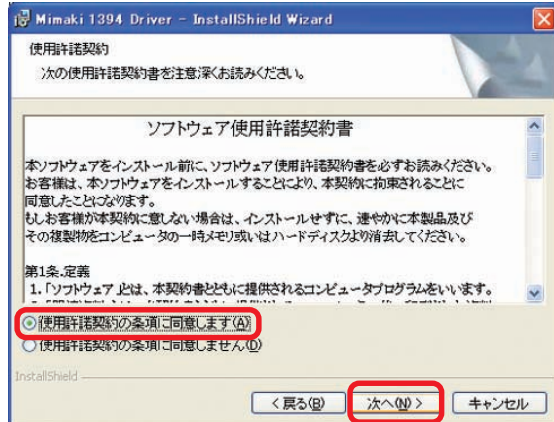 Mimaki 1394 Driver - InstallShield Wizard
使用許諾契約
次の使用許諾契約書を注意深くお読みください。
ソフトウェア使用許諾契約書
本ソフトウェアをインストール前に、ソフトウェア使用許諾契約書を必ずお読みください。
お客様は、本ソフトウェアをインストールすることにより、本契約に拘束されることに
同意したことになります。
もしお客様が本契約に意しない場合は、インストールせずに、速やかに本製品及び
その複製物をコンピュータの一時メモリ或いはハードディスクより消去してください。
第1条.定義
1.「ソフトウェア」とは、本契約書とともに提供されるコンピュータプログラムをいいます。
使用許諾契約の条項に同意します(A)
使用許諾契約の条項に同意しません(D)
InstallShield
< 戻る(B)
次へ(N) >
キャンセル